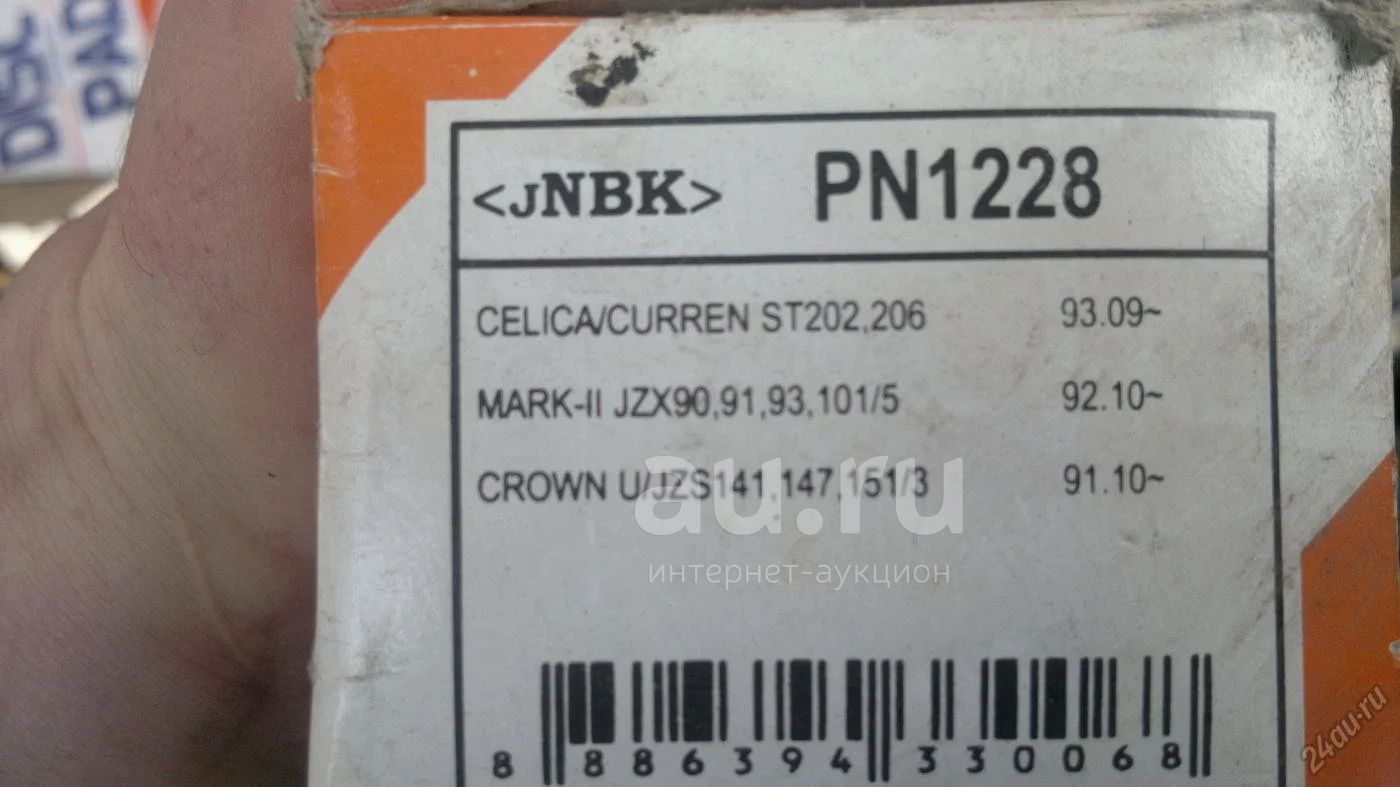 DISC
PAD
<JNBK> PN1228
CELICA/CURREN ST202,206 93.09~
MARK-II JZX90,91,93,101/5 92.10~
CROWN U/JZS141,147,151/3 91.10~
au.ru
интернет-аукцион
8 886394 330068
24au.ru